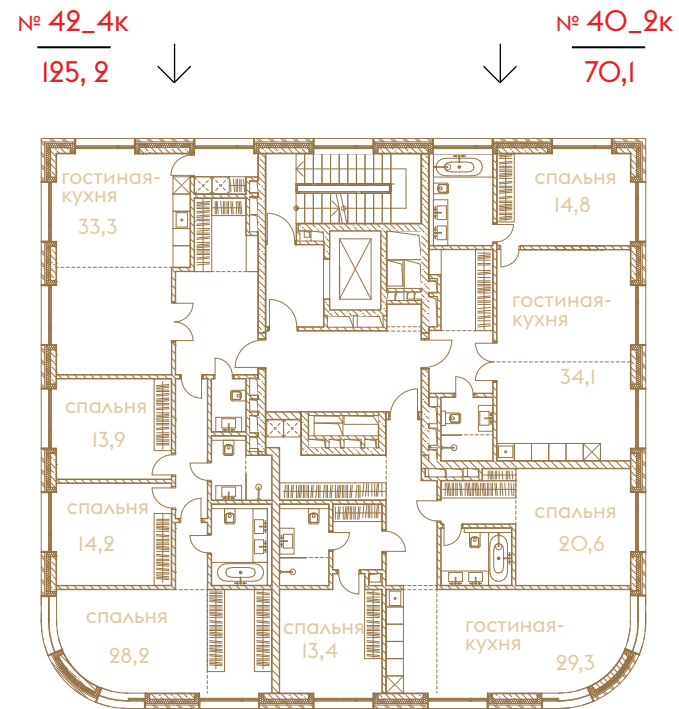 № 42_4к
125, 2
№ 40_2к
70,1
гостиная-
кухня
33,3
спальня
14,8
гостиная-
кухня
34,1
спальня
13,9
спальня
14,2
спальня
20,6
спальня
28,2
спальня
13,4
гостиная-
кухня
29,3